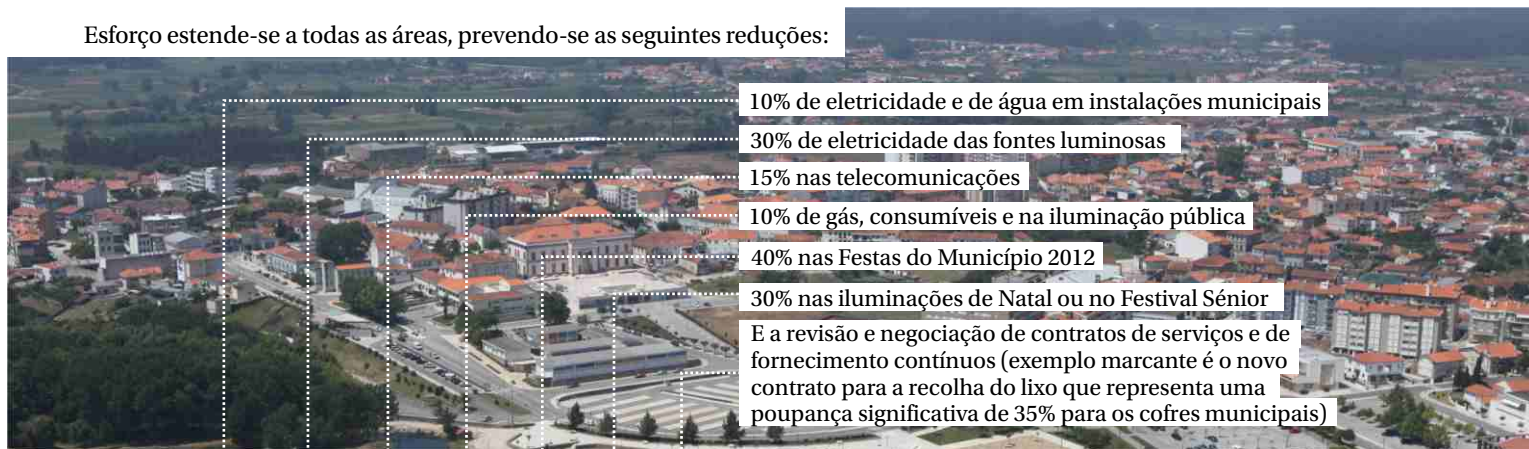 Esforço estende-se a todas as áreas, prevendo-se as seguintes reduções:
10% de eletricidade e de água em instalações municipais
30% de eletricidade das fontes luminosas
15% nas telecomunicações
10% de gás, consumíveis e na iluminação pública
40% nas Festas do Município 2012
30% nas iluminações de Natal ou no Festival Sénior
E a revisão e negociação de contratos de serviços e de
fornecimento contínuos (exemplo marcante é o novo
contrato para a recolha do lixo que representa uma
poupança significativa de 35% para os cofres municipais)